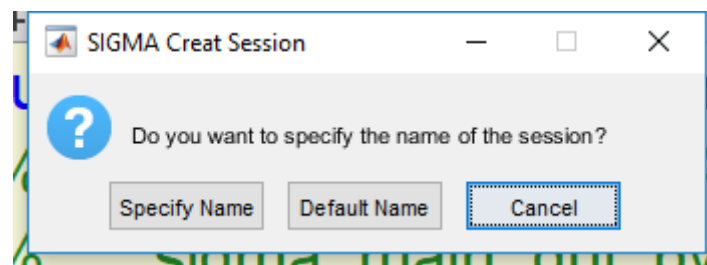 SIGMA Creat Session
Do you want to specify the name of the session?
Specify Name Default Name Cancel